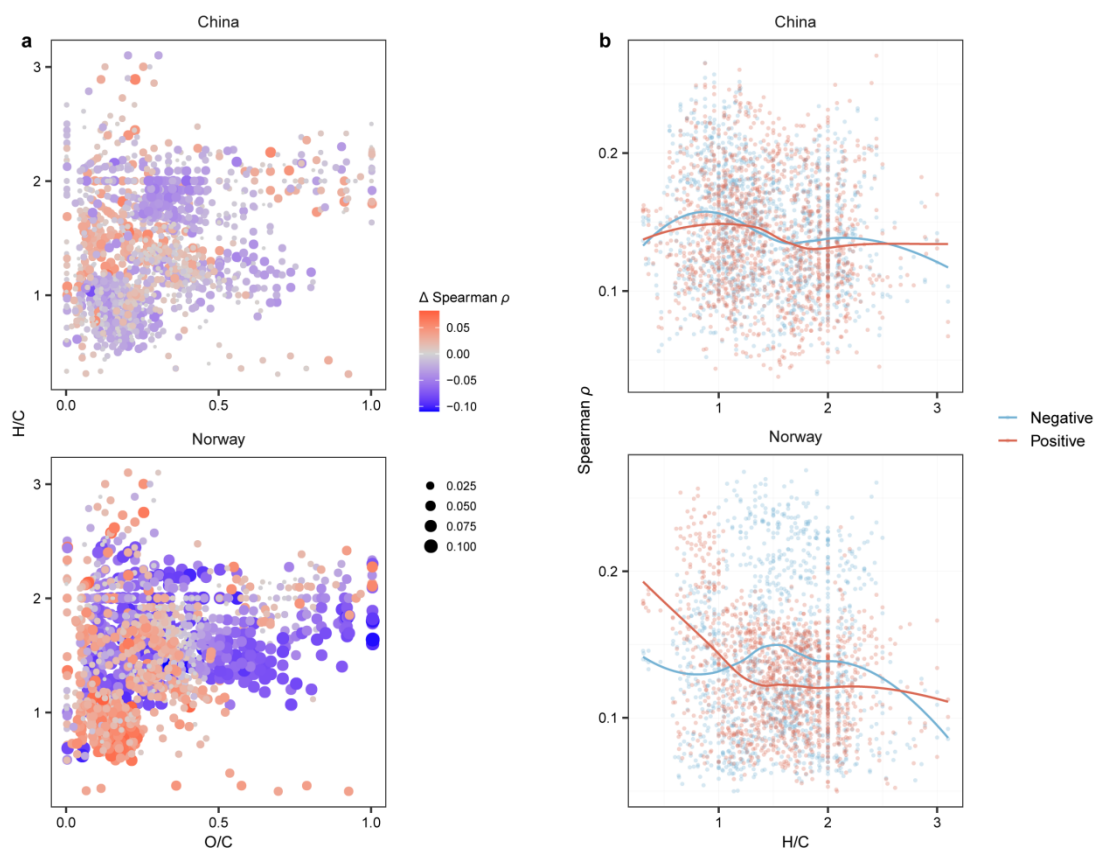 a
China
3
2
1
0.0
0.5
1.0
Δ Spearman ρ
0.05
0.00
−0.05
−0.10
H/C
Norway
3
2
1
0.0
0.5
1.0
O/C
0.025
0.050
0.075
0.100
b
China
0.2
0.1
1
2
3
Spearman ρ
Norway
0.2
0.1
1
2
3
H/C
Negative
Positive